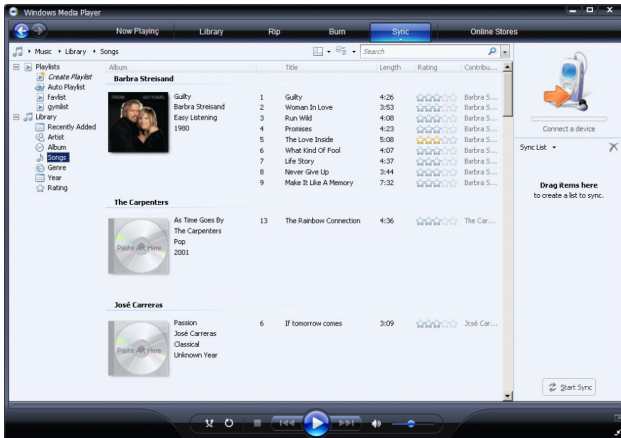 Windows Media Player
Now Playing Library Rip Burn Sync Online Stores
Music Library Songs Search
Playlists
Create Playlist
Auto Playlist
favlist
gymlist
Library
Recently Added
Artist
Album
Songs
Genre
Year
Rating
Album Title Length Rating Contribu...
Barbra Streisand
Guilty 1 Guilty 4:26 Barbra S...
Barbra Streisand 2 Woman In Love 3:53 Barbra S...
Easy Listening 3 Run Wild 4:08 Barbra S...
1980 4 Promises 4:23 Barbra S...
5 The Love Inside 5:08 Barbra S...
6 What Kind Of Fool 4:07 Barbra S...
7 Life Story 4:37 Barbra S...
8 Never Give Up 3:44 Barbra S...
9 Make It Like A Memory 7:32 Barbra S...
The Carpenters
As Time Goes By 13 The Rainbow Connection 4:36 The Car...
The Carpenters
Pop
2001
Paste Art Here
José Carreras
Passion 6 If tomorrow comes 3:09 José Car...
José Carreras
Classical
Unknown Year
Paste Art Here
Connect a device
Sync List
Drag items here
to create a list to sync.
Start Sync